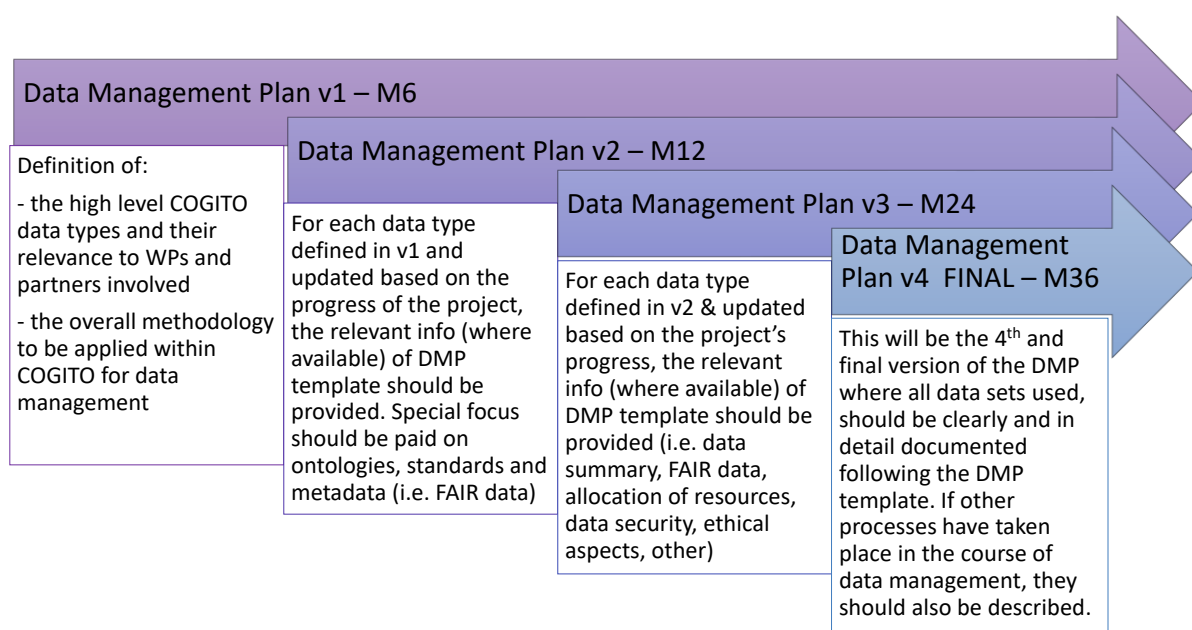 Data Management Plan v1 – M6
Definition of:
- the high level COGITO
data types and their
relevance to WPs and
partners involved
- the overall methodology
to be applied within
COGITO for data
management
Data Management Plan v2 – M12
For each data type
defined in v1 and
updated based on the
progress of the project,
the relevant info (where
available) of DMP
template should be
provided. Special focus
should be paid on
ontologies, standards and
metadata (i.e. FAIR data)
Data Management Plan v3 – M24
For each data type
defined in v2 & updated
based on the project’s
progress, the relevant
info (where available) of
DMP template should be
provided (i.e. data
summary, FAIR data,
allocation of resources,
data security, ethical
aspects, other)
Data Management
Plan v4 FINAL – M36
This will be the 4th and
final version of the DMP
where all data sets used,
should be clearly and in
detail documented
following the DMP
template. If other
processes have taken
place in the course of
data management, they
should also be described.